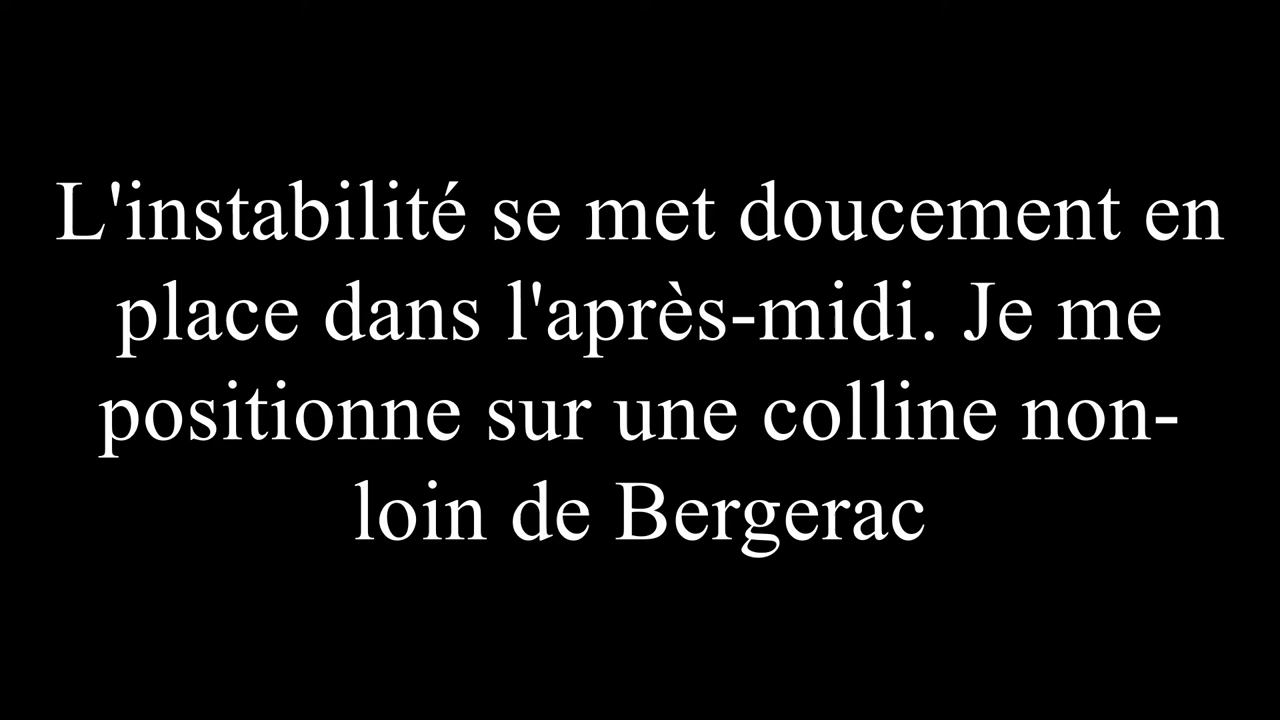 L'instabilité se met doucement en
place dans l'après-midi. Je me
positionne sur une colline non-
loin de Bergerac